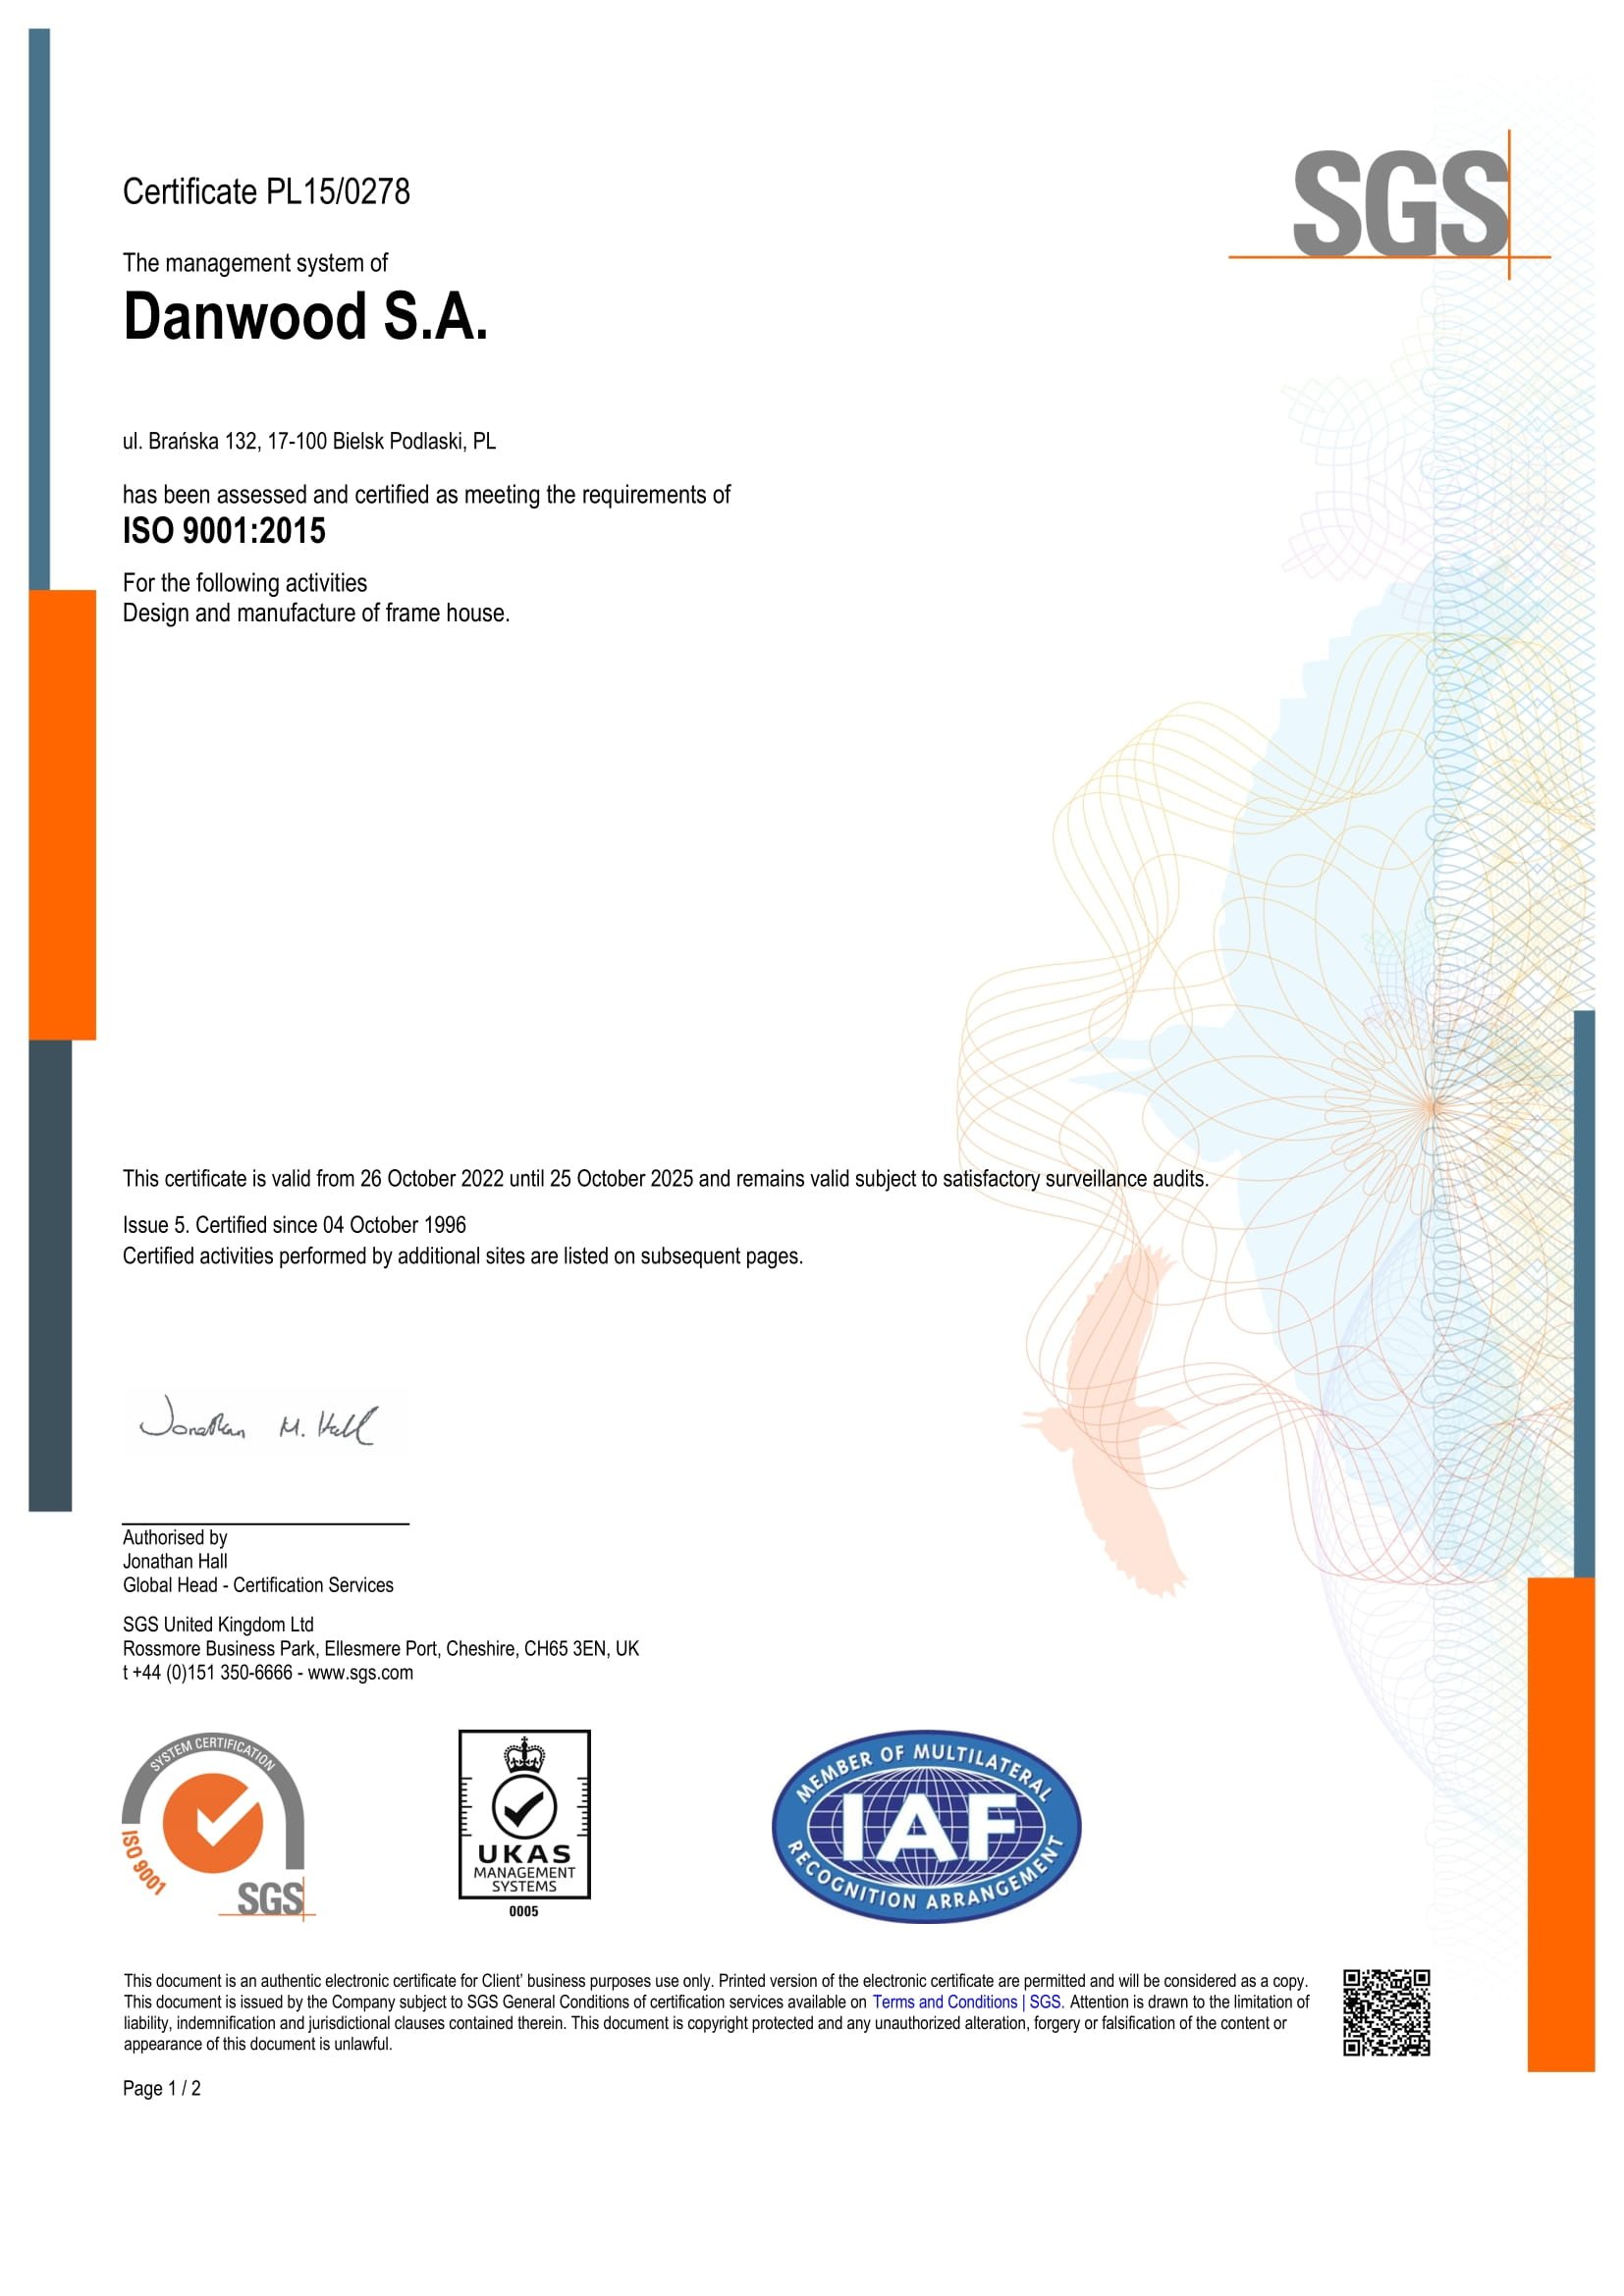 SGS
Certificate PL15/0278
The management system of
Danwood S.A.
ul. Brańska 132, 17-100 Bielsk Podlaski, PL
has been assessed and certified as meeting the requirements of
ISO 9001:2015
For the following activities
Design and manufacture of frame house.
This certificate is valid from 26 October 2022 until 25 October 2025 and remains valid subject to satisfactory surveillance audits.
Issue 5. Certified since 04 October 1996
Certified activities performed by additional sites are listed on subsequent pages.
Jonathan M. Hall
Authorised by
Jonathan Hall
Global Head - Certification Services
SGS United Kingdom Ltd
Rossmore Business Park, Ellesmere Port, Cheshire, CH65 3EN, UK
t +44 (0)151 350-6666 - www.sgs.com
SYSTEM CERTIFICATION
ISO 9001
SGS
UKAS
MANAGEMENT
SYSTEMS
0005
MEMBER OF MULTILATERAL
IAF
RECOGNITION ARRANGEMENT
This document is an authentic electronic certificate for Client' business purposes use only. Printed version of the electronic certificate are permitted and will be considered as a copy.
This document is issued by the Company subject to SGS General Conditions of certification services available on Terms and Conditions | SGS. Attention is drawn to the limitation of
liability, indemnification and jurisdictional clauses contained therein. This document is copyright protected and any unauthorized alteration, forgery or falsification of the content or
appearance of this document is unlawful.
Page 1 / 2